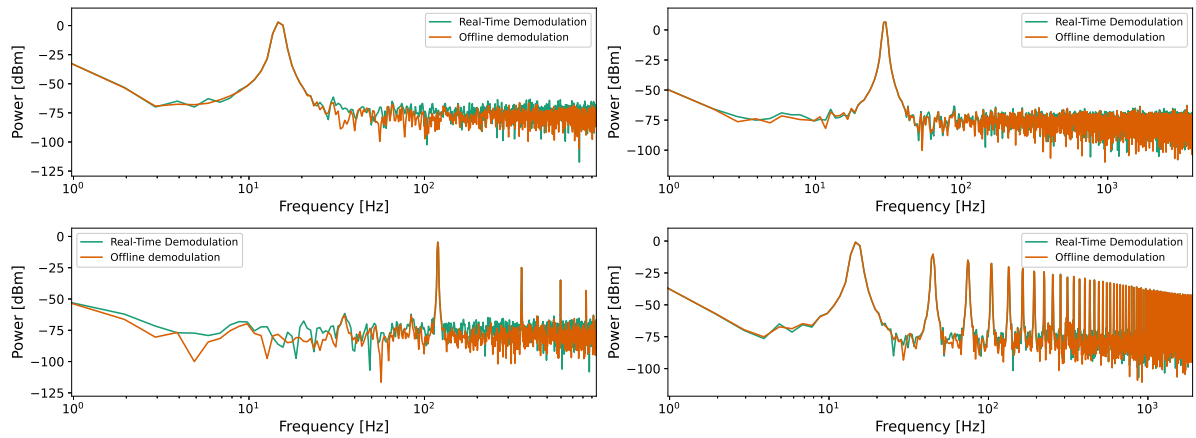 Power [dBm]
0
−25
−50
−75
−100
−125
Real-Time Demodulation
Offline demodulation
10⁰
10¹
10²
Frequency [Hz]
Power [dBm]
0
−25
−50
−75
−100
Real-Time Demodulation
Offline demodulation
10⁰
10¹
10²
10³
Frequency [Hz]
Power [dBm]
0
−25
−50
−75
−100
−125
Real-Time Demodulation
Offline demodulation
10⁰
10¹
10²
Frequency [Hz]
Power [dBm]
0
−25
−50
−75
−100
Real-Time Demodulation
Offline demodulation
10⁰
10¹
10²
10³
Frequency [Hz]